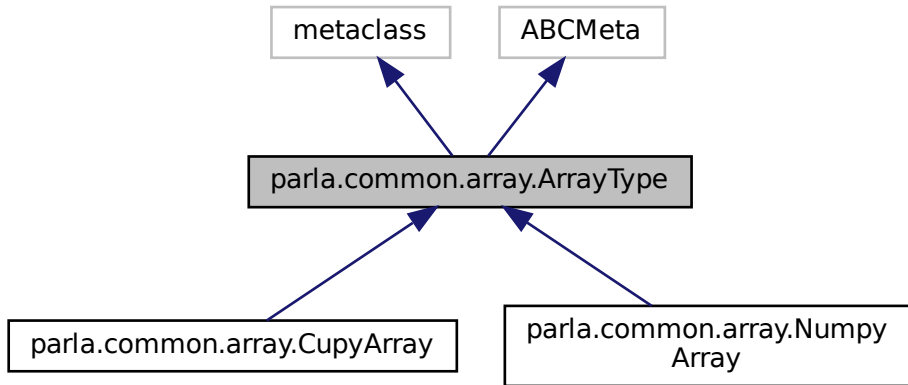 metaclass
ABCMeta
parla.common.array.ArrayType
parla.common.array.CupyArray
parla.common.array.Numpy
Array